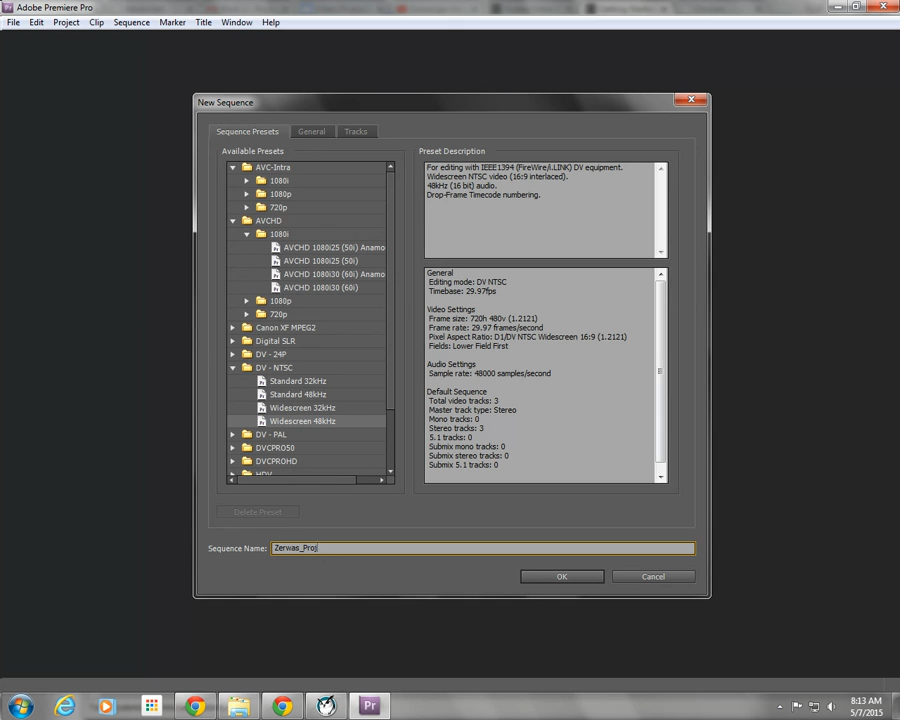 Adobe Premiere Pro
File Edit Project Clip Sequence Marker Title Window Help
New Sequence
Sequence Presets General Tracks
Available Presets
AVC-Intra
1080i
1080p
720p
AVCHD
1080i
AVCHD 1080i25 (50i) Anamo
AVCHD 1080i25 (50i)
AVCHD 1080i30 (60i) Anamo
AVCHD 1080i30 (60i)
1080p
720p
Canon XF MPEG2
Digital SLR
DV - 24P
DV - NTSC
Standard 32kHz
Standard 48kHz
Widescreen 32kHz
Widescreen 48kHz
DV - PAL
DVCPRO50
DVCPROHD
HDV
Delete Preset
Preset Description
For editing with IEEE1394 (FireWire/i.LINK) DV equipment.
Widescreen NTSC video (16:9 interlaced).
48kHz (16 bit) audio.
Drop-Frame Timecode numbering.
General
Editing mode: DV NTSC
Timebase: 29.97fps
Video Settings
Frame size: 720h 480v (1.2121)
Frame rate: 29.97 frames/second
Pixel Aspect Ratio: D1/DV NTSC Widescreen 16:9 (1.2121)
Fields: Lower Field First
Audio Settings
Sample rate: 48000 samples/second
Default Sequence
Total video tracks: 3
Master track type: Stereo
Mono tracks: 0
Stereo tracks: 3
5.1 tracks: 0
Submix mono tracks: 0
Submix stereo tracks: 0
Submix 5.1 tracks: 0
Sequence Name: Zerwas_Proj
OK Cancel
8:13 AM
5/7/2015